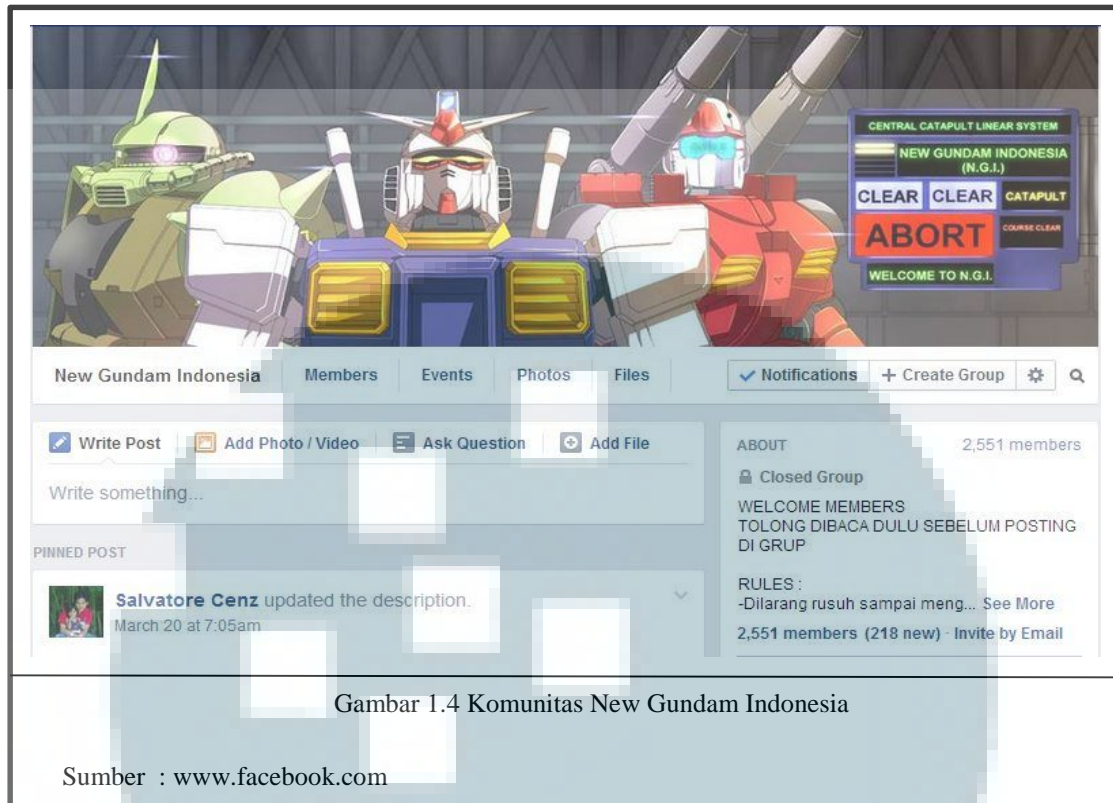 CENTRAL CATAPULT LINEAR SYSTEM
NEW GUNDAM INDONESIA
(N.G.I.)
CLEAR CLEAR CATAPULT
ABORT COURSE CLEAR
WELCOME TO N.G.I.
New Gundam Indonesia Members Events Photos Files Notifications + Create Group
Write Post Add Photo / Video Ask Question Add File
Write something...
PINNED POST
Salvatore Cenz updated the description.
March 20 at 7:05am
ABOUT 2,551 members
Closed Group
WELCOME MEMBERS
TOLONG DIBACA DULU SEBELUM POSTING
DI GRUP
RULES :
-Dilarang rusuh sampai meng... See More
2,551 members (218 new) · Invite by Email
Gambar 1.4 Komunitas New Gundam Indonesia
Sumber : www.facebook.com